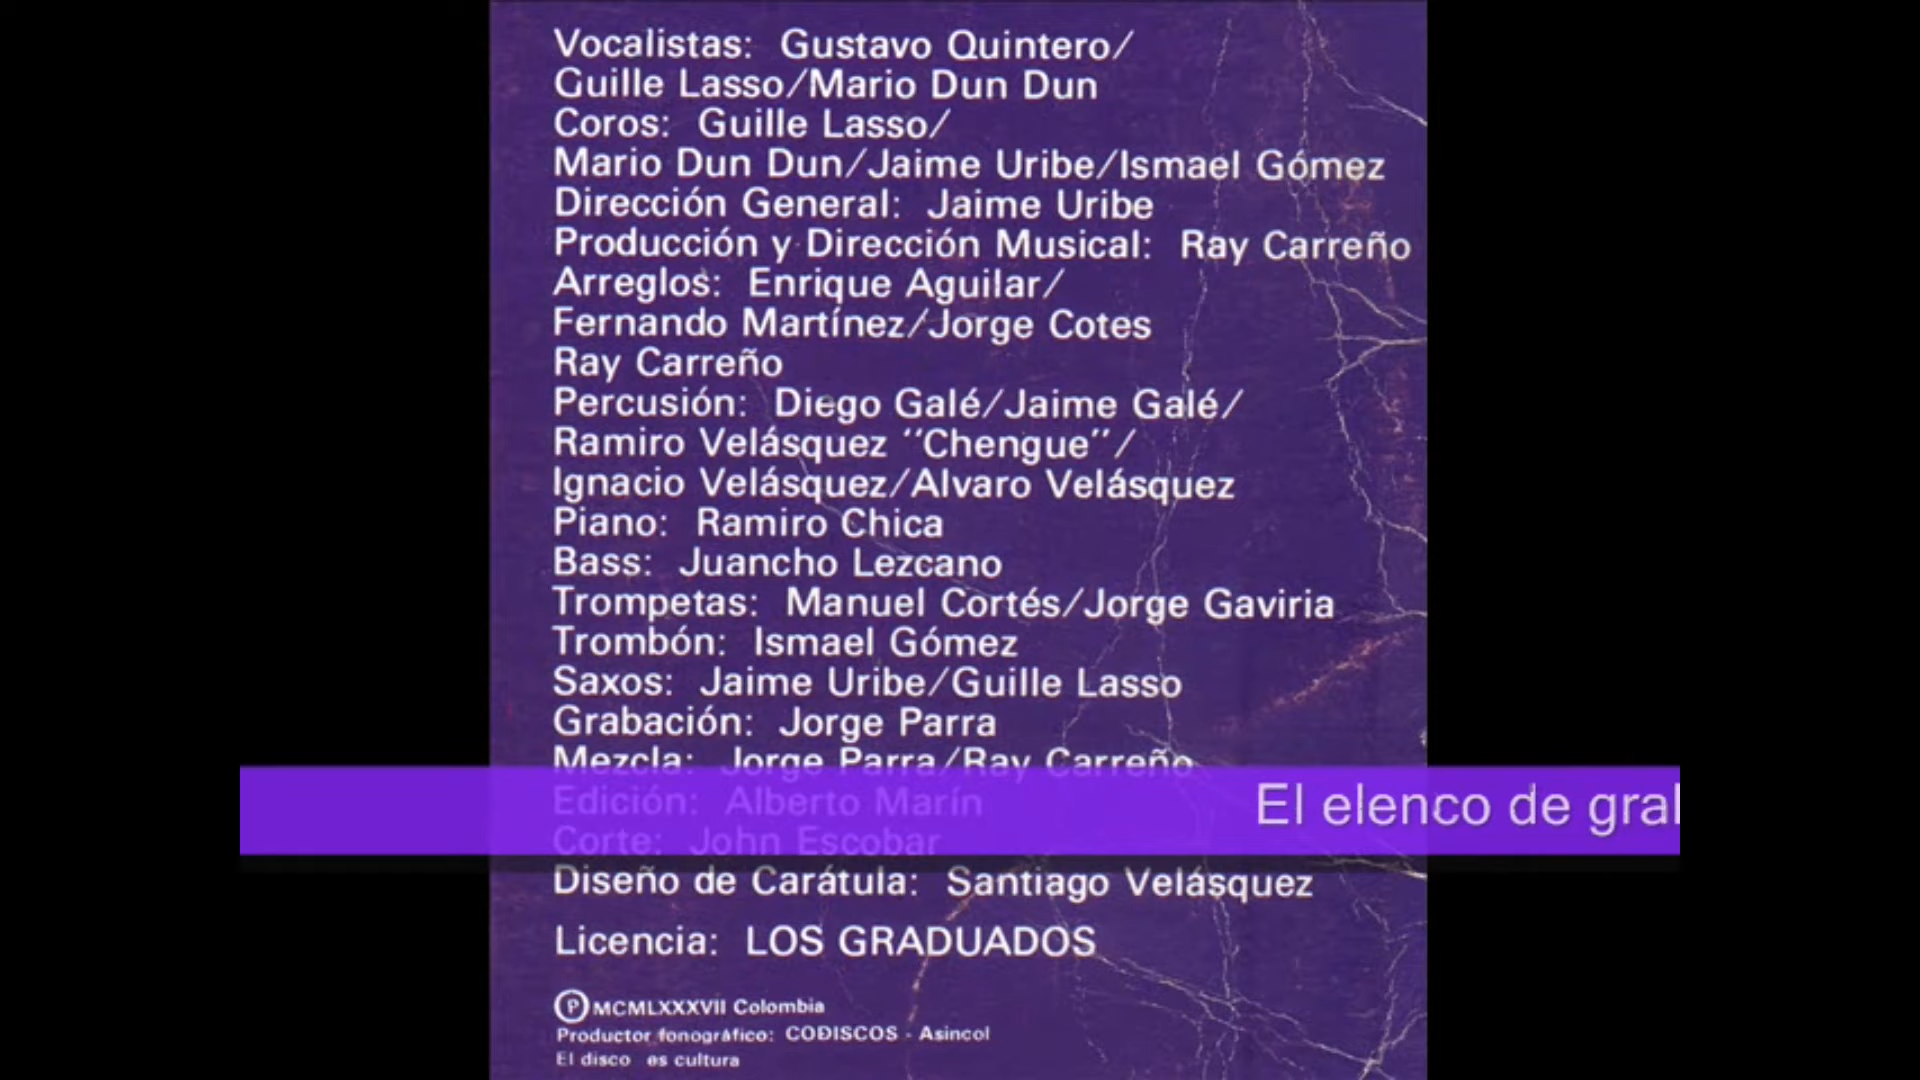 Vocalistas: Gustavo Quintero/
Guille Lasso/Mario Dun Dun
Coros: Guille Lasso/
Mario Dun Dun/Jaime Uribe/Ismael Gómez
Dirección General: Jaime Uribe
Producción y Dirección Musical: Ray Carreño
Arreglos: Enrique Aguilar/
Fernando Martínez/Jorge Cotes
Ray Carreño
Percusión: Diego Galé/Jaime Galé/
Ramiro Velásquez "Chengue"/
Ignacio Velásquez/Alvaro Velásquez
Piano: Ramiro Chica
Bass: Juancho Lezcano
Trompetas: Manuel Cortés/Jorge Gaviria
Trombón: Ismael Gómez
Saxos: Jaime Uribe/Guille Lasso
Grabación: Jorge Parra
Mezcla: Jorge Parra/Ray Carreño
El elenco de
Edición: Alberto Marín
Corte: John Escobar
Diseño de Carátula: Santiago Velásquez
Licencia: LOS GRADUADOS
Ⓟ MCMLXXXVII Colombia
Productor fonográfico: CODISCOS - Asincol
El disco es cultura